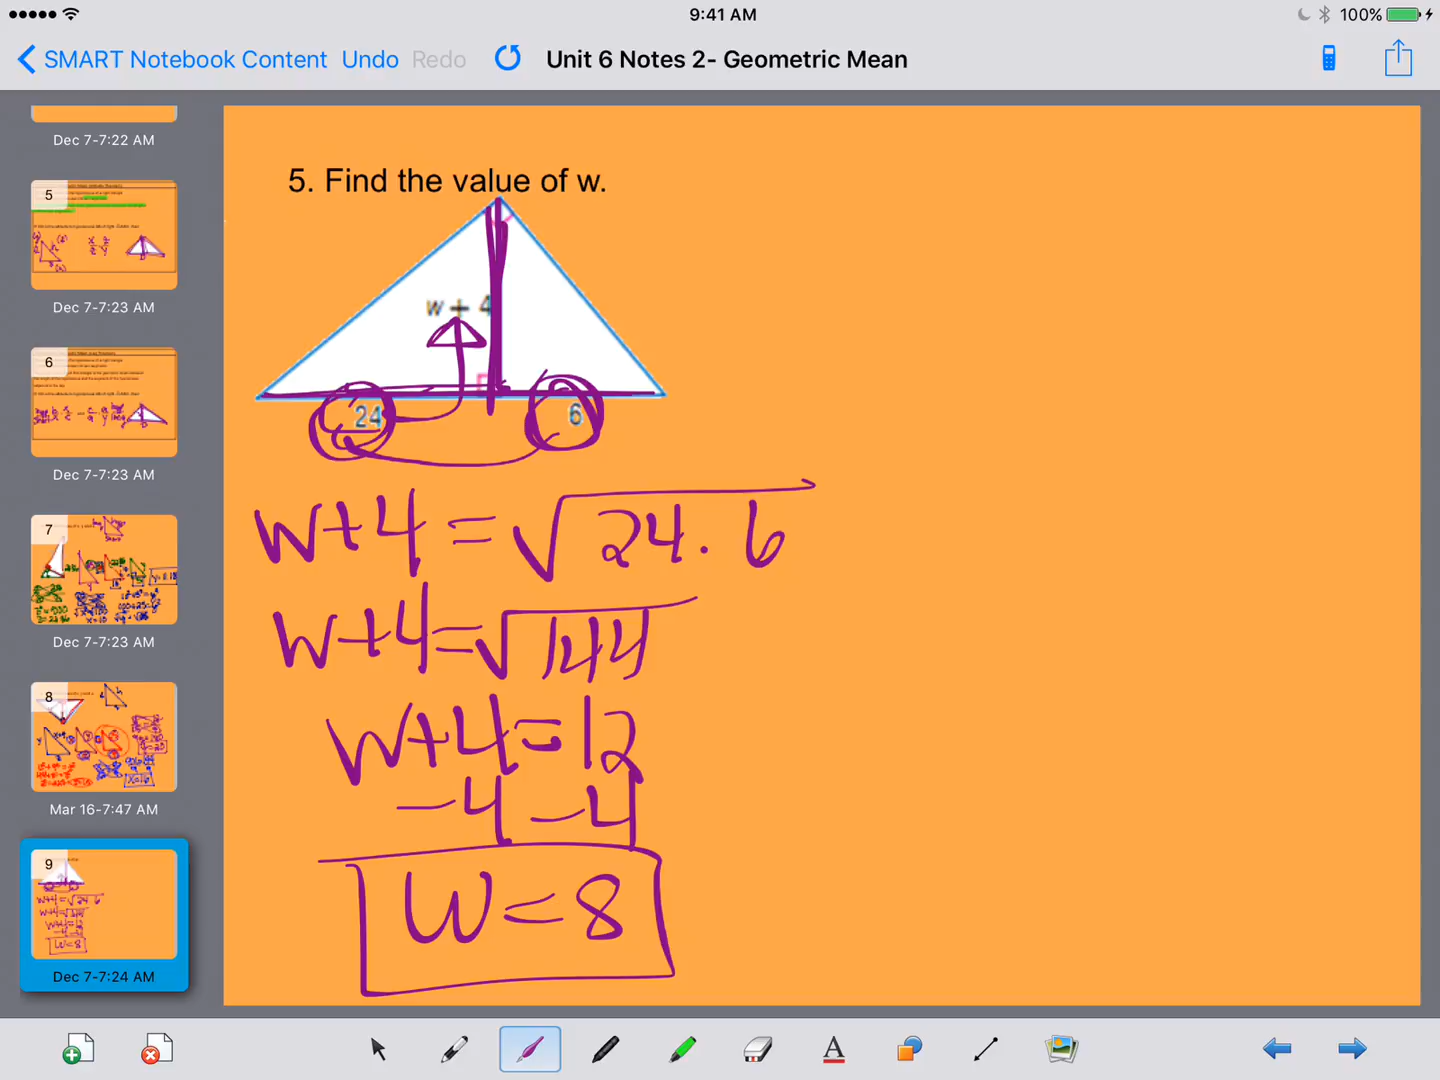 9:41 AM
100%
SMART Notebook Content Undo Redo Unit 6 Notes 2- Geometric Mean
Dec 7-7:22 AM
5
Dec 7-7:23 AM
6
Dec 7-7:23 AM
7
Dec 7-7:23 AM
8
Mar 16-7:47 AM
9
Dec 7-7:24 AM
5. Find the value of w.
w + 4
24 6
w+4=√24·6
w+4=√144
w+4=12
-4 -4
w=8
A